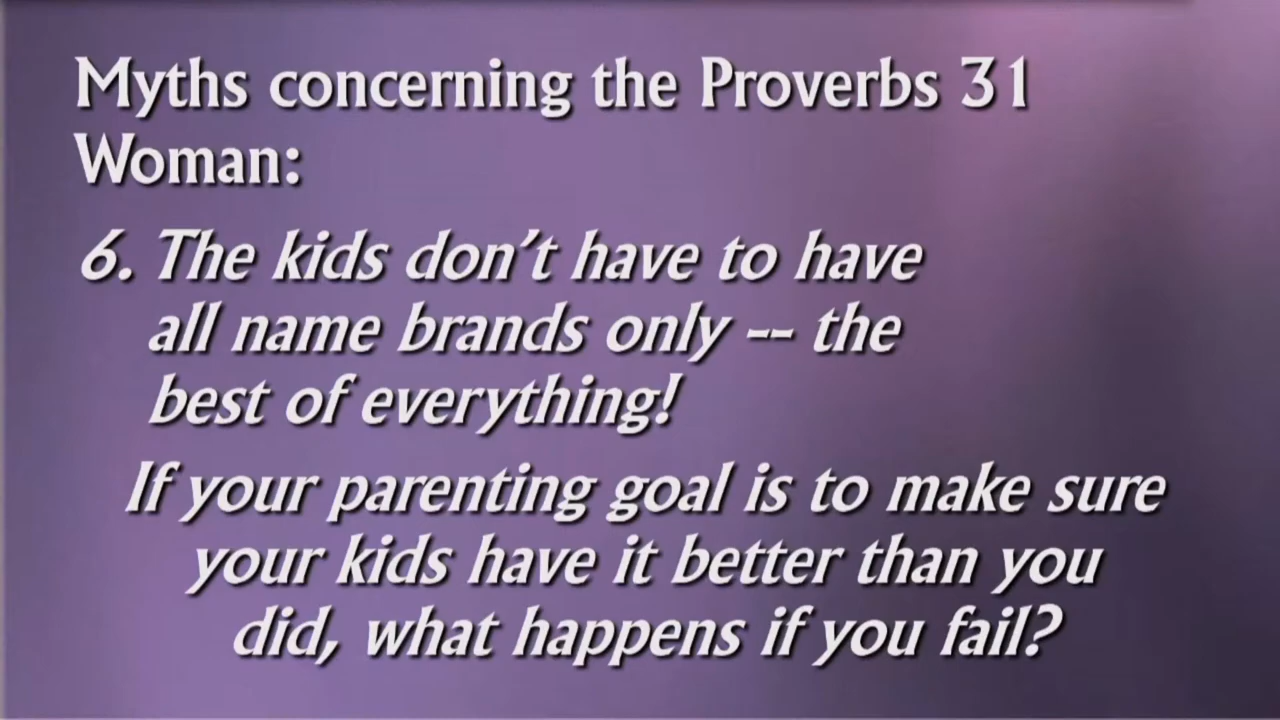 Myths concerning the Proverbs 31
Woman:
6. The kids don't have to have
all name brands only -- the
best of everything!
If your parenting goal is to make sure
your kids have it better than you
did, what happens if you fail?